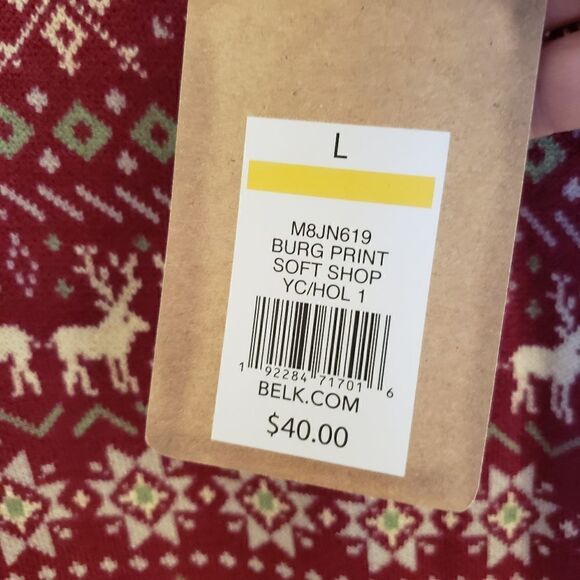 L
M8JN619
BURG PRINT
SOFT SHOP
YC/HOL 1
1 92284 71701 6
BELK.COM
$40.00